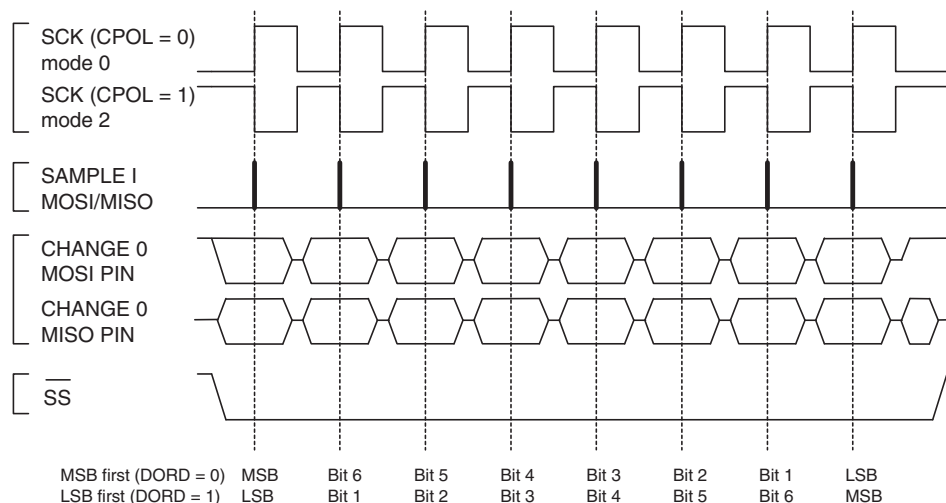 SCK (CPOL = 0)
mode 0
SCK (CPOL = 1)
mode 2
SAMPLE I
MOSI/MISO
CHANGE 0
MOSI PIN
CHANGE 0
MISO PIN
SS
MSB first (DORD = 0) MSB Bit 6 Bit 5 Bit 4 Bit 3 Bit 2 Bit 1 LSB
LSB first (DORD = 1) LSB Bit 1 Bit 2 Bit 3 Bit 4 Bit 5 Bit 6 MSB